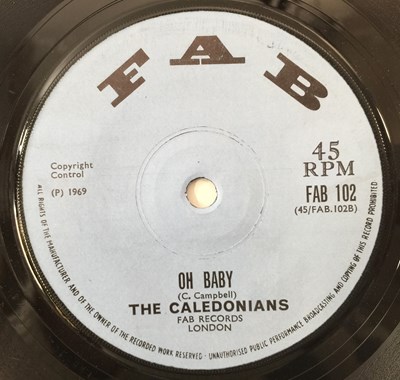 FAB
45
RPM
Copyright
Control
(P) 1969
FAB 102
(45/FAB.102B)
OH BABY
(C. Campbell)
THE CALEDONIANS
FAB RECORDS
LONDON
ALL RIGHTS OF THE MANUFACTURER AND OF THE OWNER OF THE RECORDED WORK RESERVED - UNAUTHORISED PUBLIC PERFORMANCE BROADCASTING AND COPYING OF THIS RECORD PROHIBITED